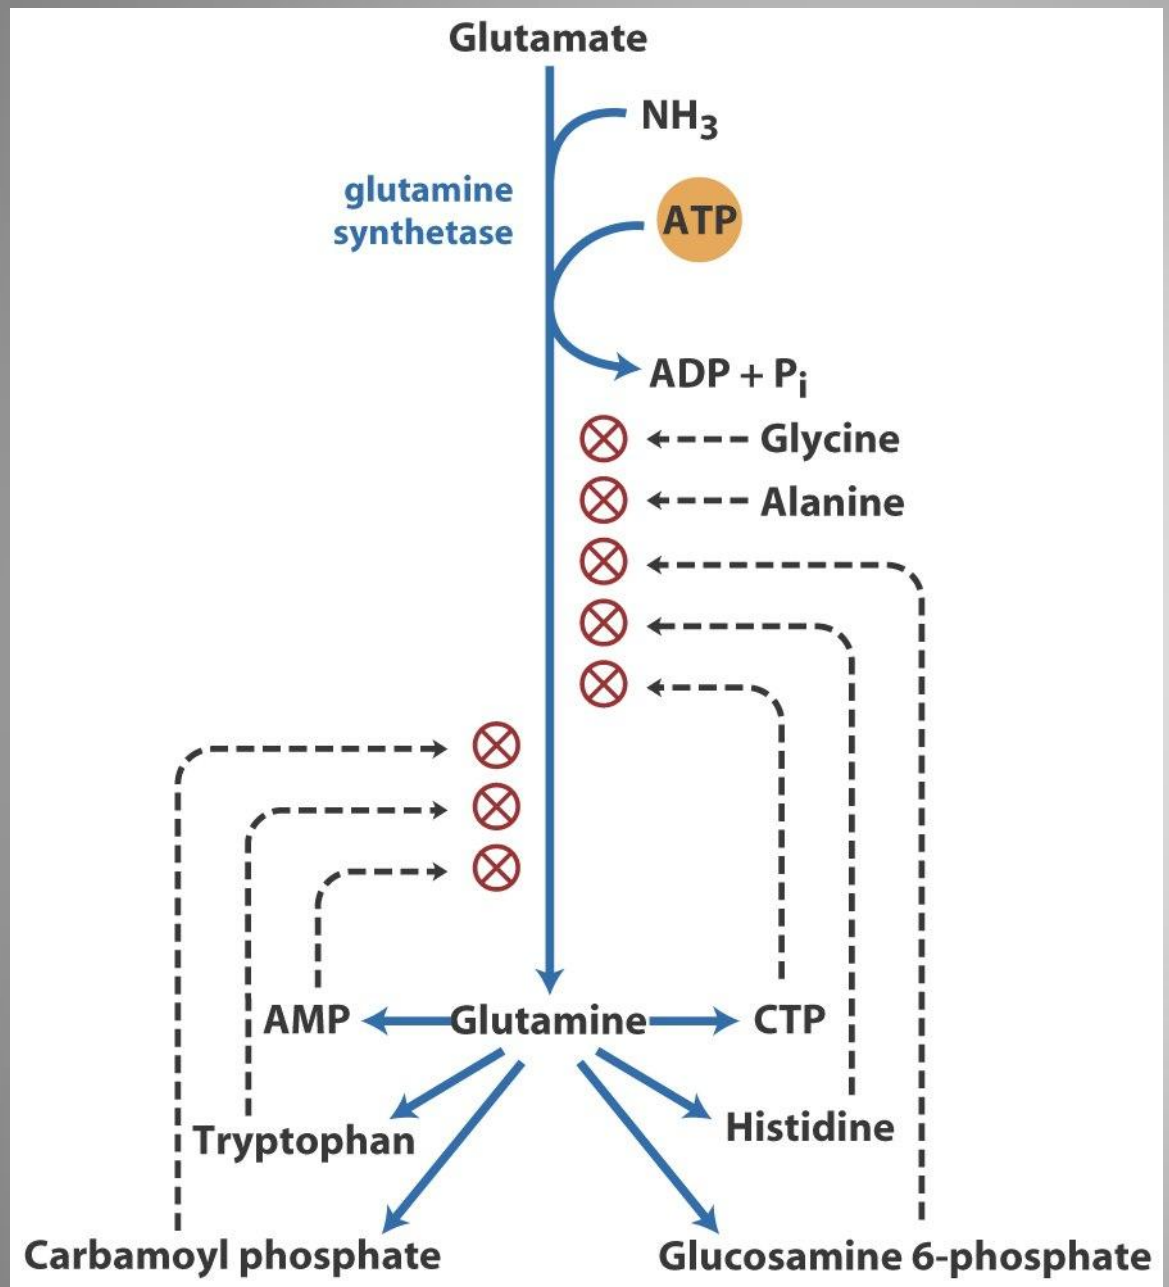 Glutamate
NH3
glutamine
synthetase
ATP
ADP + Pi
Glycine
Alanine
AMP
Glutamine
CTP
Tryptophan
Histidine
Carbamoyl phosphate
Glucosamine 6-phosphate